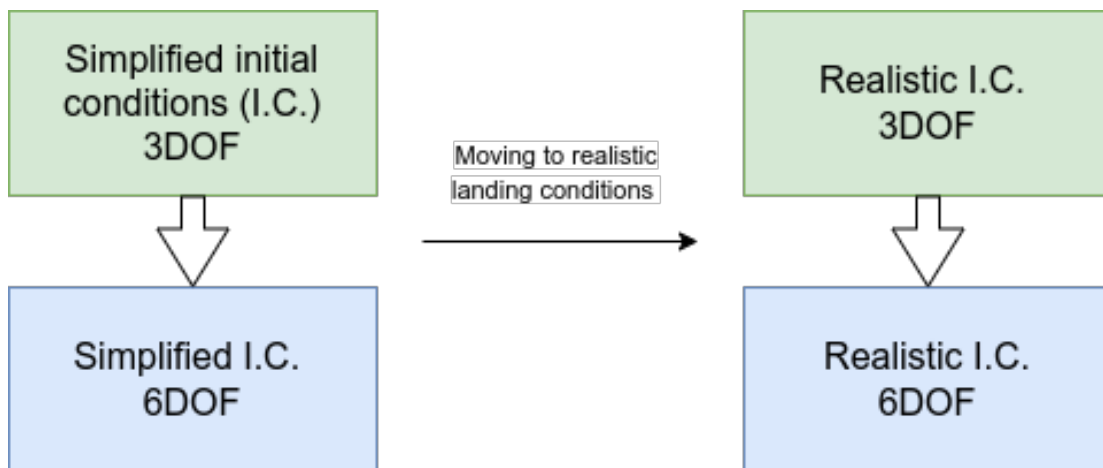 Simplified initial
conditions (I.C.)
3DOF
Realistic I.C.
3DOF
Moving to realistic
landing conditions
Simplified I.C.
6DOF
Realistic I.C.
6DOF